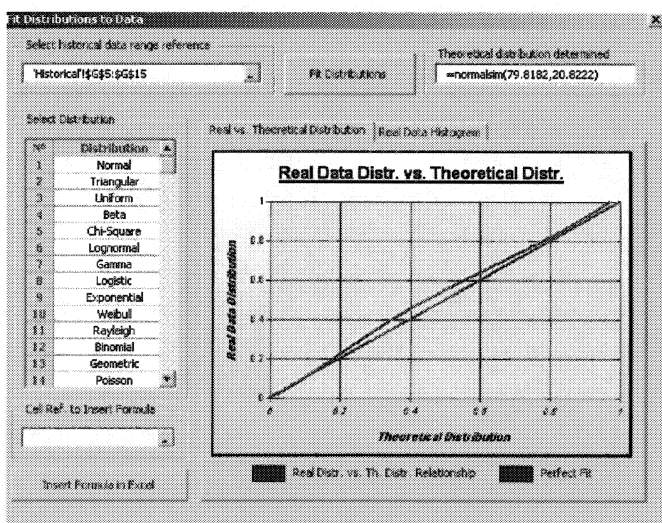 Fit Distributions to Data
x
Select historical data range reference
'Historical'!$G$5:$G$15
Fit Distributions
Theoretical distribution determined
=normalsim(79.8182,20.8222)
Select Distribution
Nº Distribution
1 Normal
2 Triangular
3 Uniform
4 Beta
5 Chi-Square
6 Lognormal
7 Gamma
8 Logistic
9 Exponential
10 Weibull
11 Rayleigh
12 Binomial
13 Geometric
14 Poisson
Cell Ref. to Insert Formula
Insert Formula in Excel
Real vs. Theoretical Distribution
Real Data Histogram
Real Data Distr. vs. Theoretical Distr.
Real Data Distribution
1
0.8
0.6
0.4
0.2
0
0 0.2 0.4 0.6 0.8 1
Theoretical Distribution
Real Distr. vs. Th. Distr. Relationship
Perfect Fit